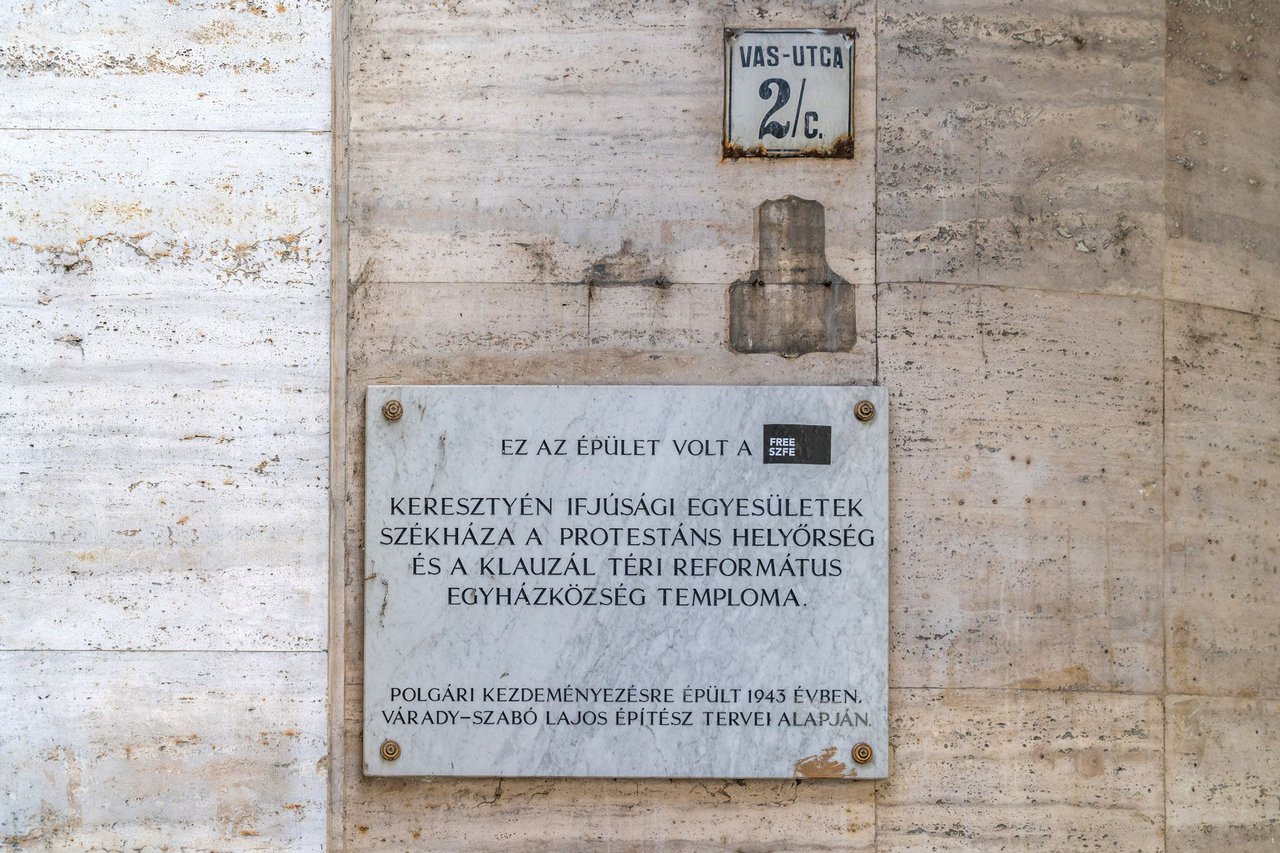 VAS-UTCA
2/C.
EZ AZ ÉPÜLET VOLT A
FREE
SZFE
KERESZTYÉN IFJÚSÁGI EGYESÜLETEK
SZÉKHÁZA A PROTESTÁNS HELYŐRSÉG
ÉS A KLAUZÁL TÉRI REFORMÁTUS
EGYHÁZKÖZSÉG TEMPLOMA.
POLGÁRI KEZDEMÉNYEZÉSRE ÉPÜLT 1943 ÉVBEN.
VÁRADY-SZABÓ LAJOS ÉPÍTÉSZ TERVEI ALAPJÁN.